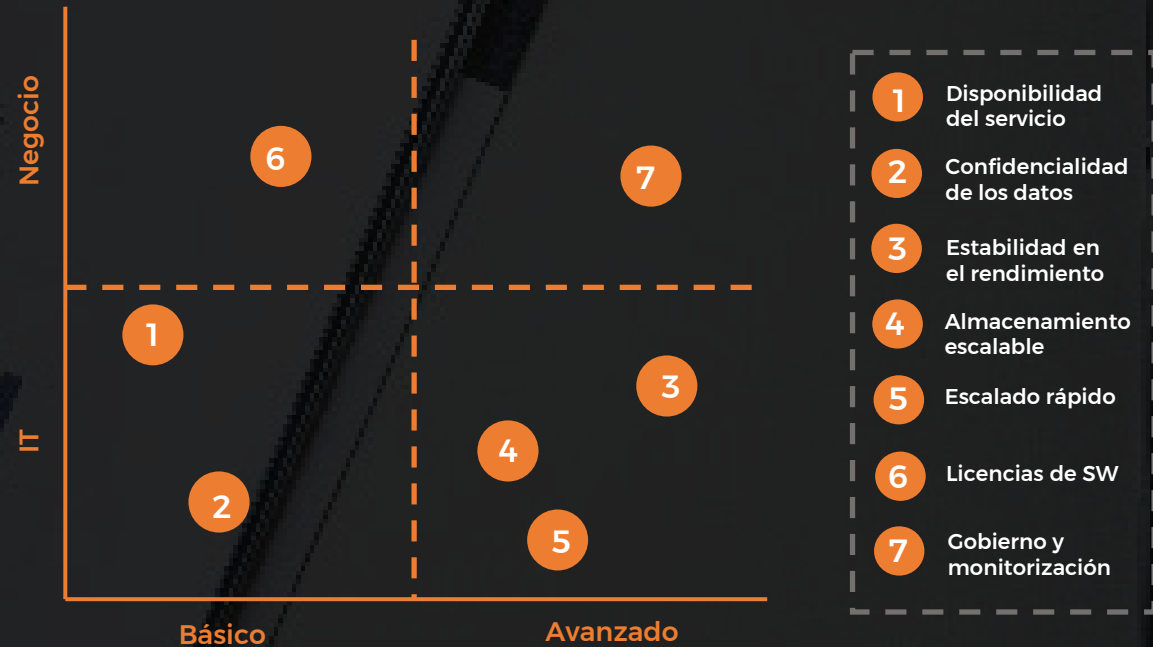 Negocio
IT
6
7
1
3
4
2
5
Básico
Avanzado
1
Disponibilidad
del servicio
2
Confidencialidad
de los datos
3
Estabilidad en
el rendimiento
4
Almacenamiento
escalable
5
Escalado rápido
6
Licencias de SW
7
Gobierno y
monitorización